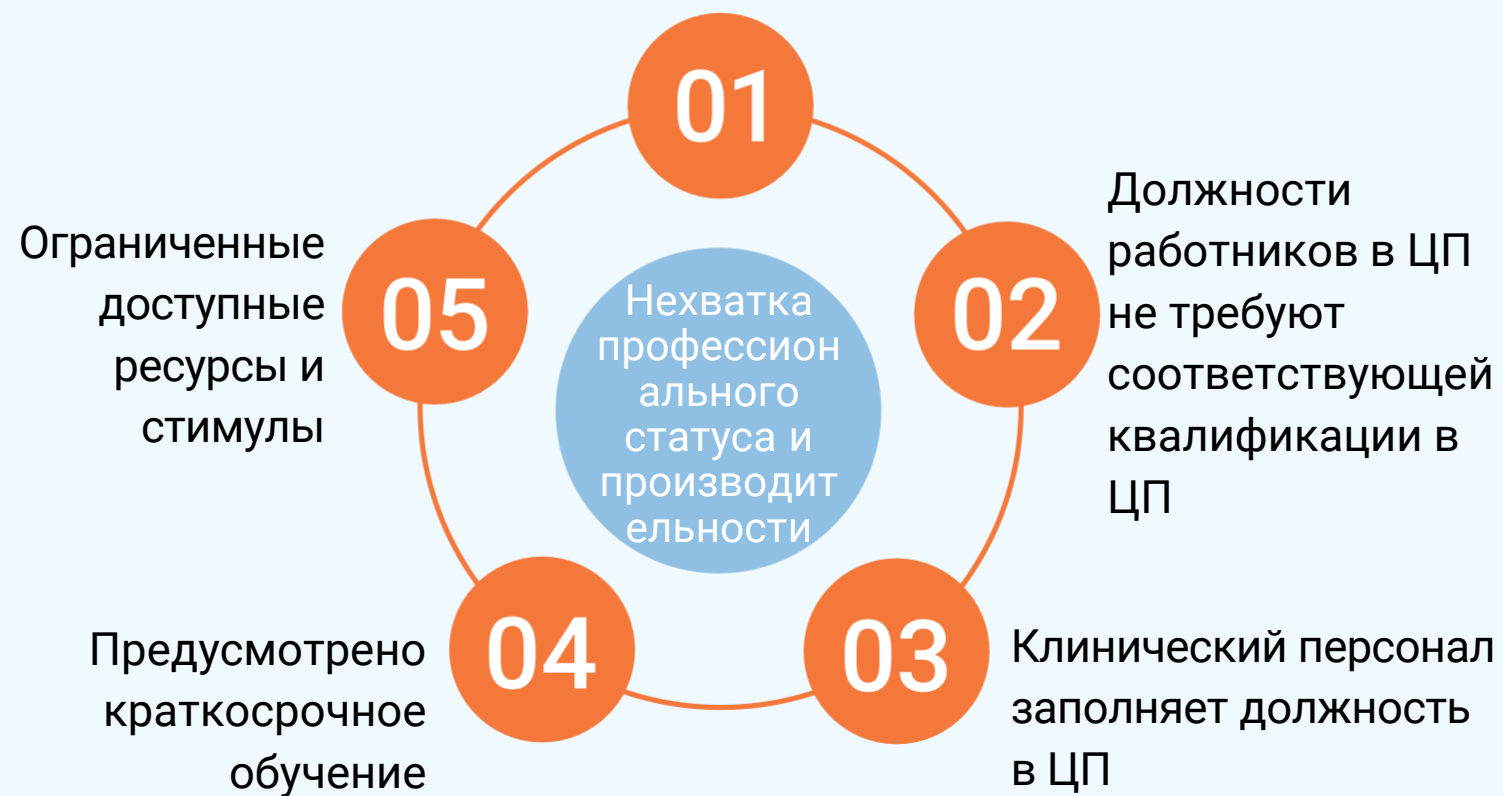 01
02
Должности
работников в ЦП
не требуют
соответствующей
квалификации в
ЦП
03
Клинический персонал
заполняет должность
в ЦП
04
Предусмотрено
краткосрочное
обучение
05
Ограниченные
доступные
ресурсы и
стимулы
Нехватка
профессион
ального
статуса и
производит
ельности